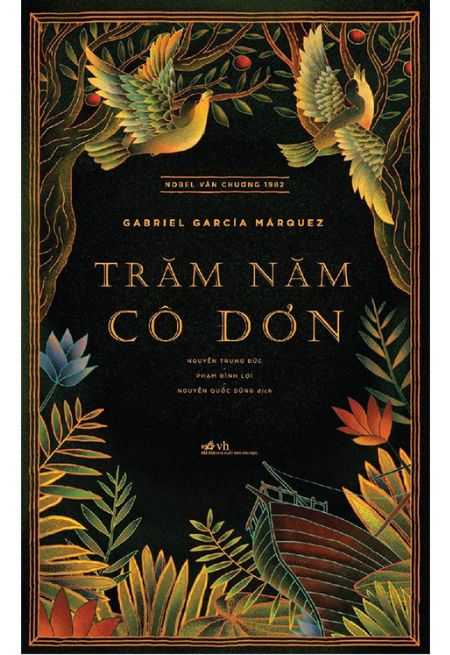 NOBEL VĂN CHƯƠNG 1982
GABRIEL GARCÍA MÁRQUEZ
TRĂM NĂM
CÔ ĐƠN
NGUYỄN TRUNG ĐỨC
PHẠM ĐÌNH LỢI
NGUYỄN QUỐC DŨNG dịch
vh